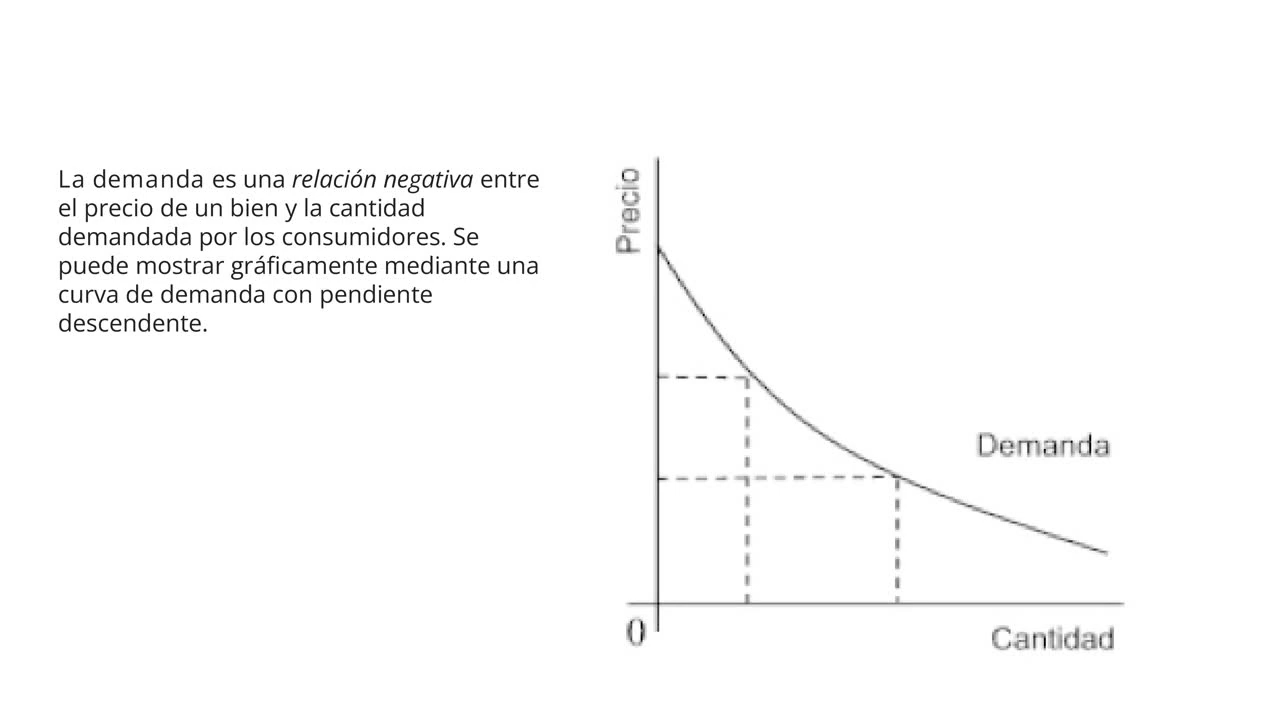 La demanda es una relación negativa entre
el precio de un bien y la cantidad
demandada por los consumidores. Se
puede mostrar gráficamente mediante una
curva de demanda con pendiente
descendente.
Precio
Demanda
0
Cantidad